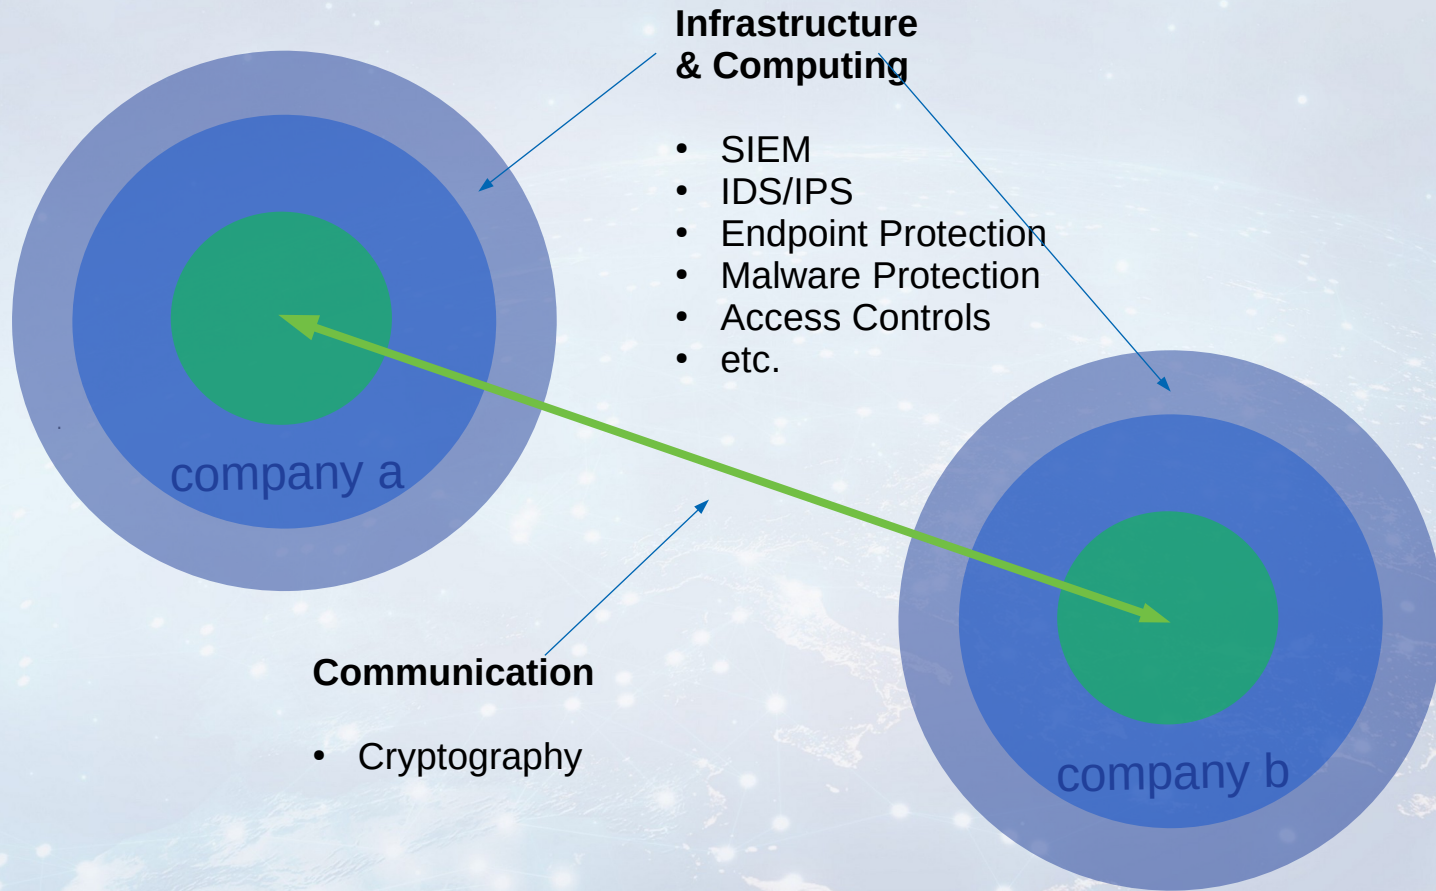 Infrastructure
& Computing
• SIEM
• IDS/IPS
• Endpoint Protection
• Malware Protection
• Access Controls
• etc.
company a
Communication
• Cryptography
company b